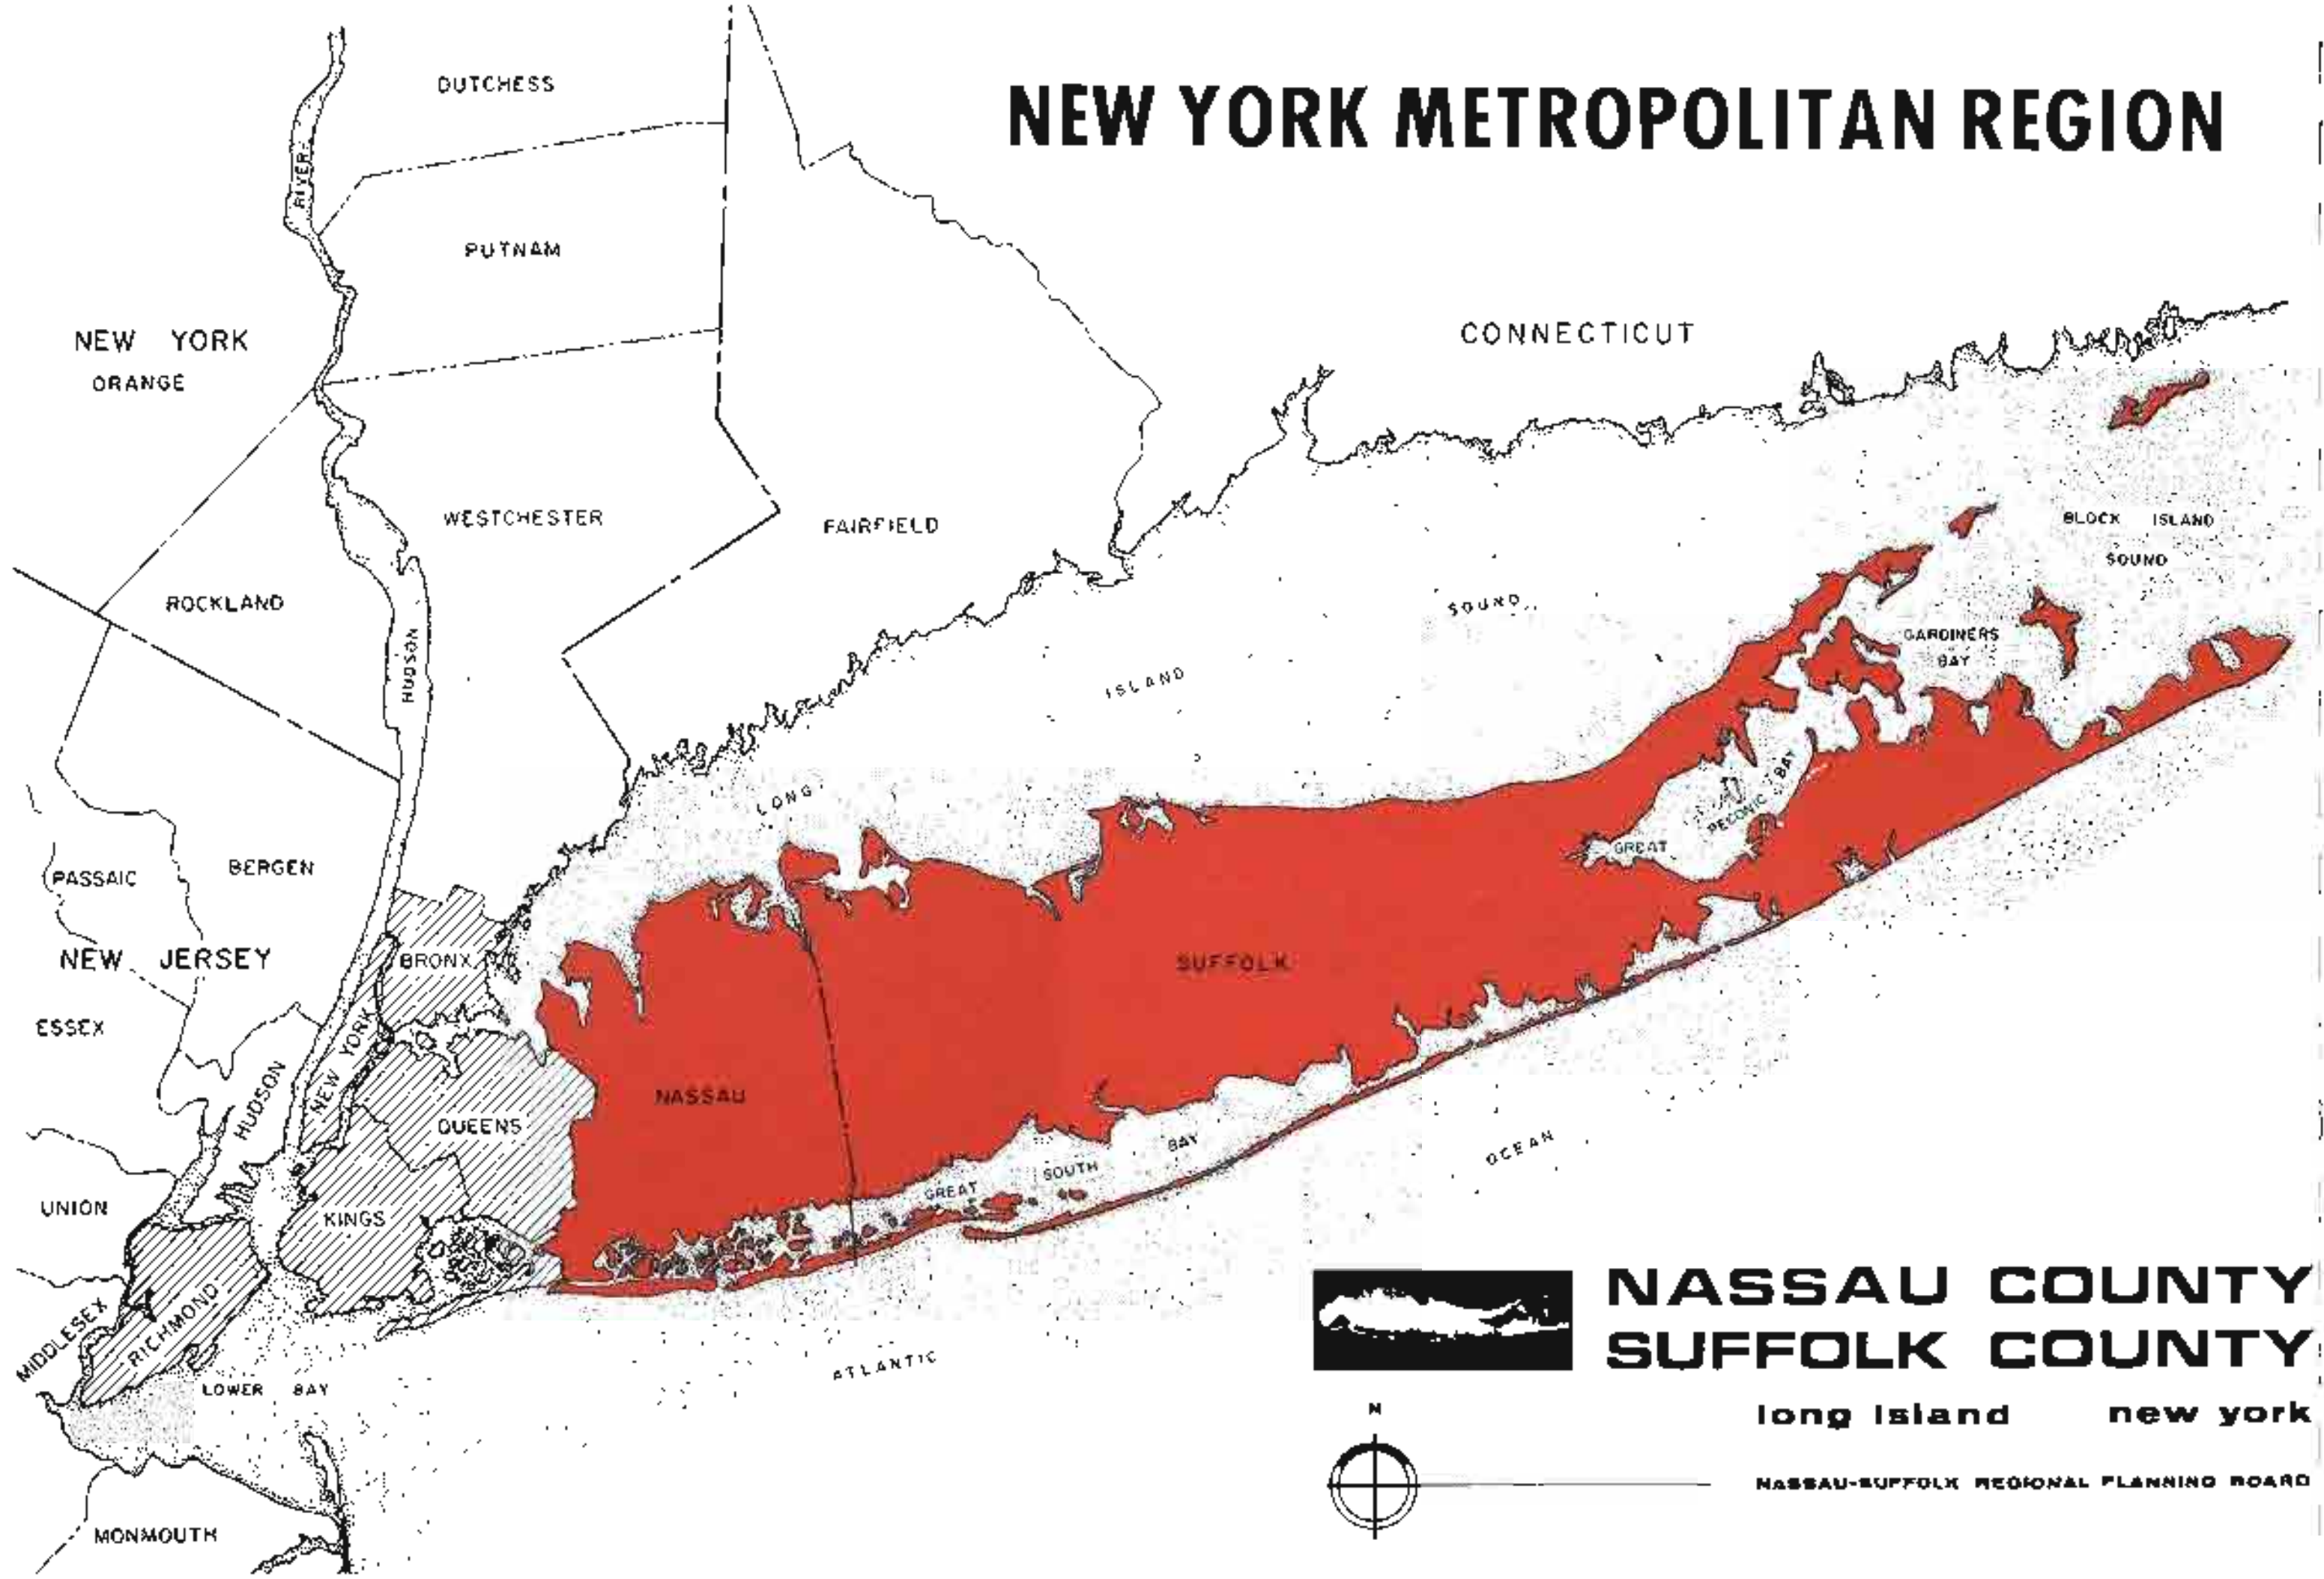 NEW YORK METROPOLITAN REGION
DUTCHESS
RIVER
PUTNAM
NEW YORK
ORANGE
CONNECTICUT
WESTCHESTER
FAIRFIELD
BLOCK ISLAND
SOUND
ROCKLAND
HUDSON
LONG ISLAND SOUND
GARDINERS
BAY
GREAT PECONIC BAY
PASSAIC
BERGEN
NEW JERSEY
BRONX
SUFFOLK
ESSEX
HUDSON
NEW YORK
NASSAU
QUEENS
GREAT SOUTH BAY
UNION
KINGS
MIDDLESEX
RICHMOND
LOWER BAY
ATLANTIC OCEAN
MONMOUTH
NASSAU COUNTY
SUFFOLK COUNTY
long island new york
N
NASSAU-SUFFOLK REGIONAL PLANNING BOARD